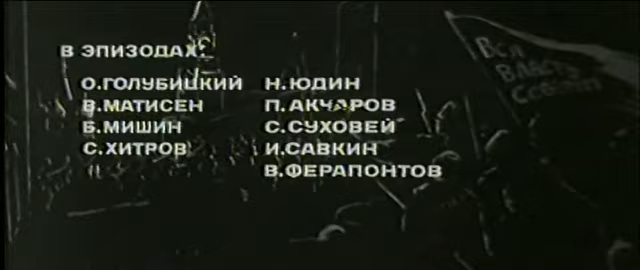 В ЭПИЗОДАХ:
О.ГОЛУБИЦКИЙ Н.ЮДИН
В.МАТИСЕН П.АКЧАРОВ
Б.МИШИН С.СУХОВЕЙ
С.ХИТРОВ И.САВКИН
В.ФЕРАПОНТОВ
Вся
Власть
Советам